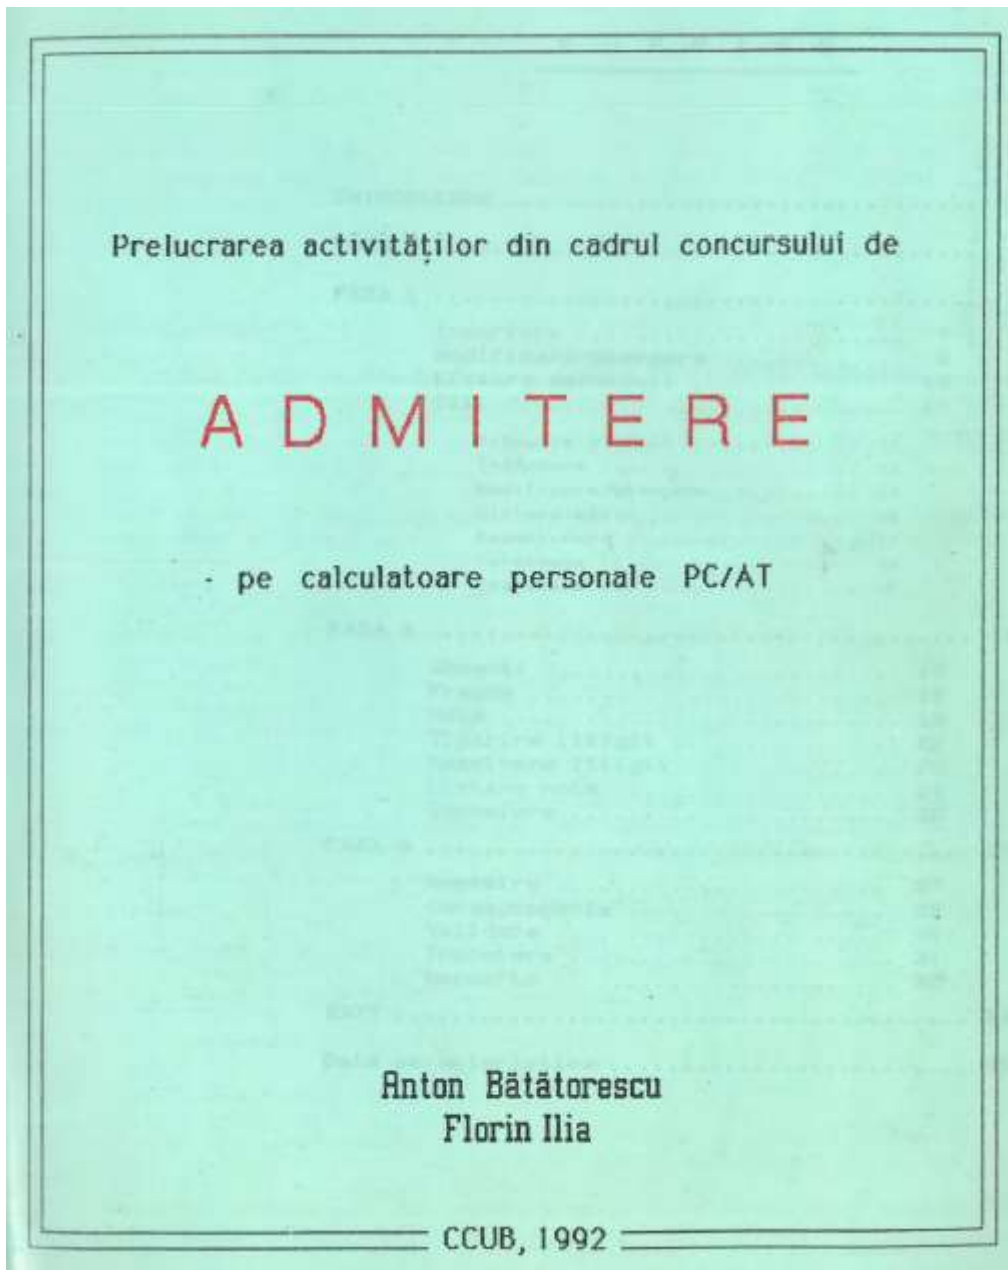 Prelucrarea activităților din cadrul concursului de
ADMITERE
- pe calculatoare personale PC/AT
Anton Bătătorescu
Florin Ilia
CCUB, 1992